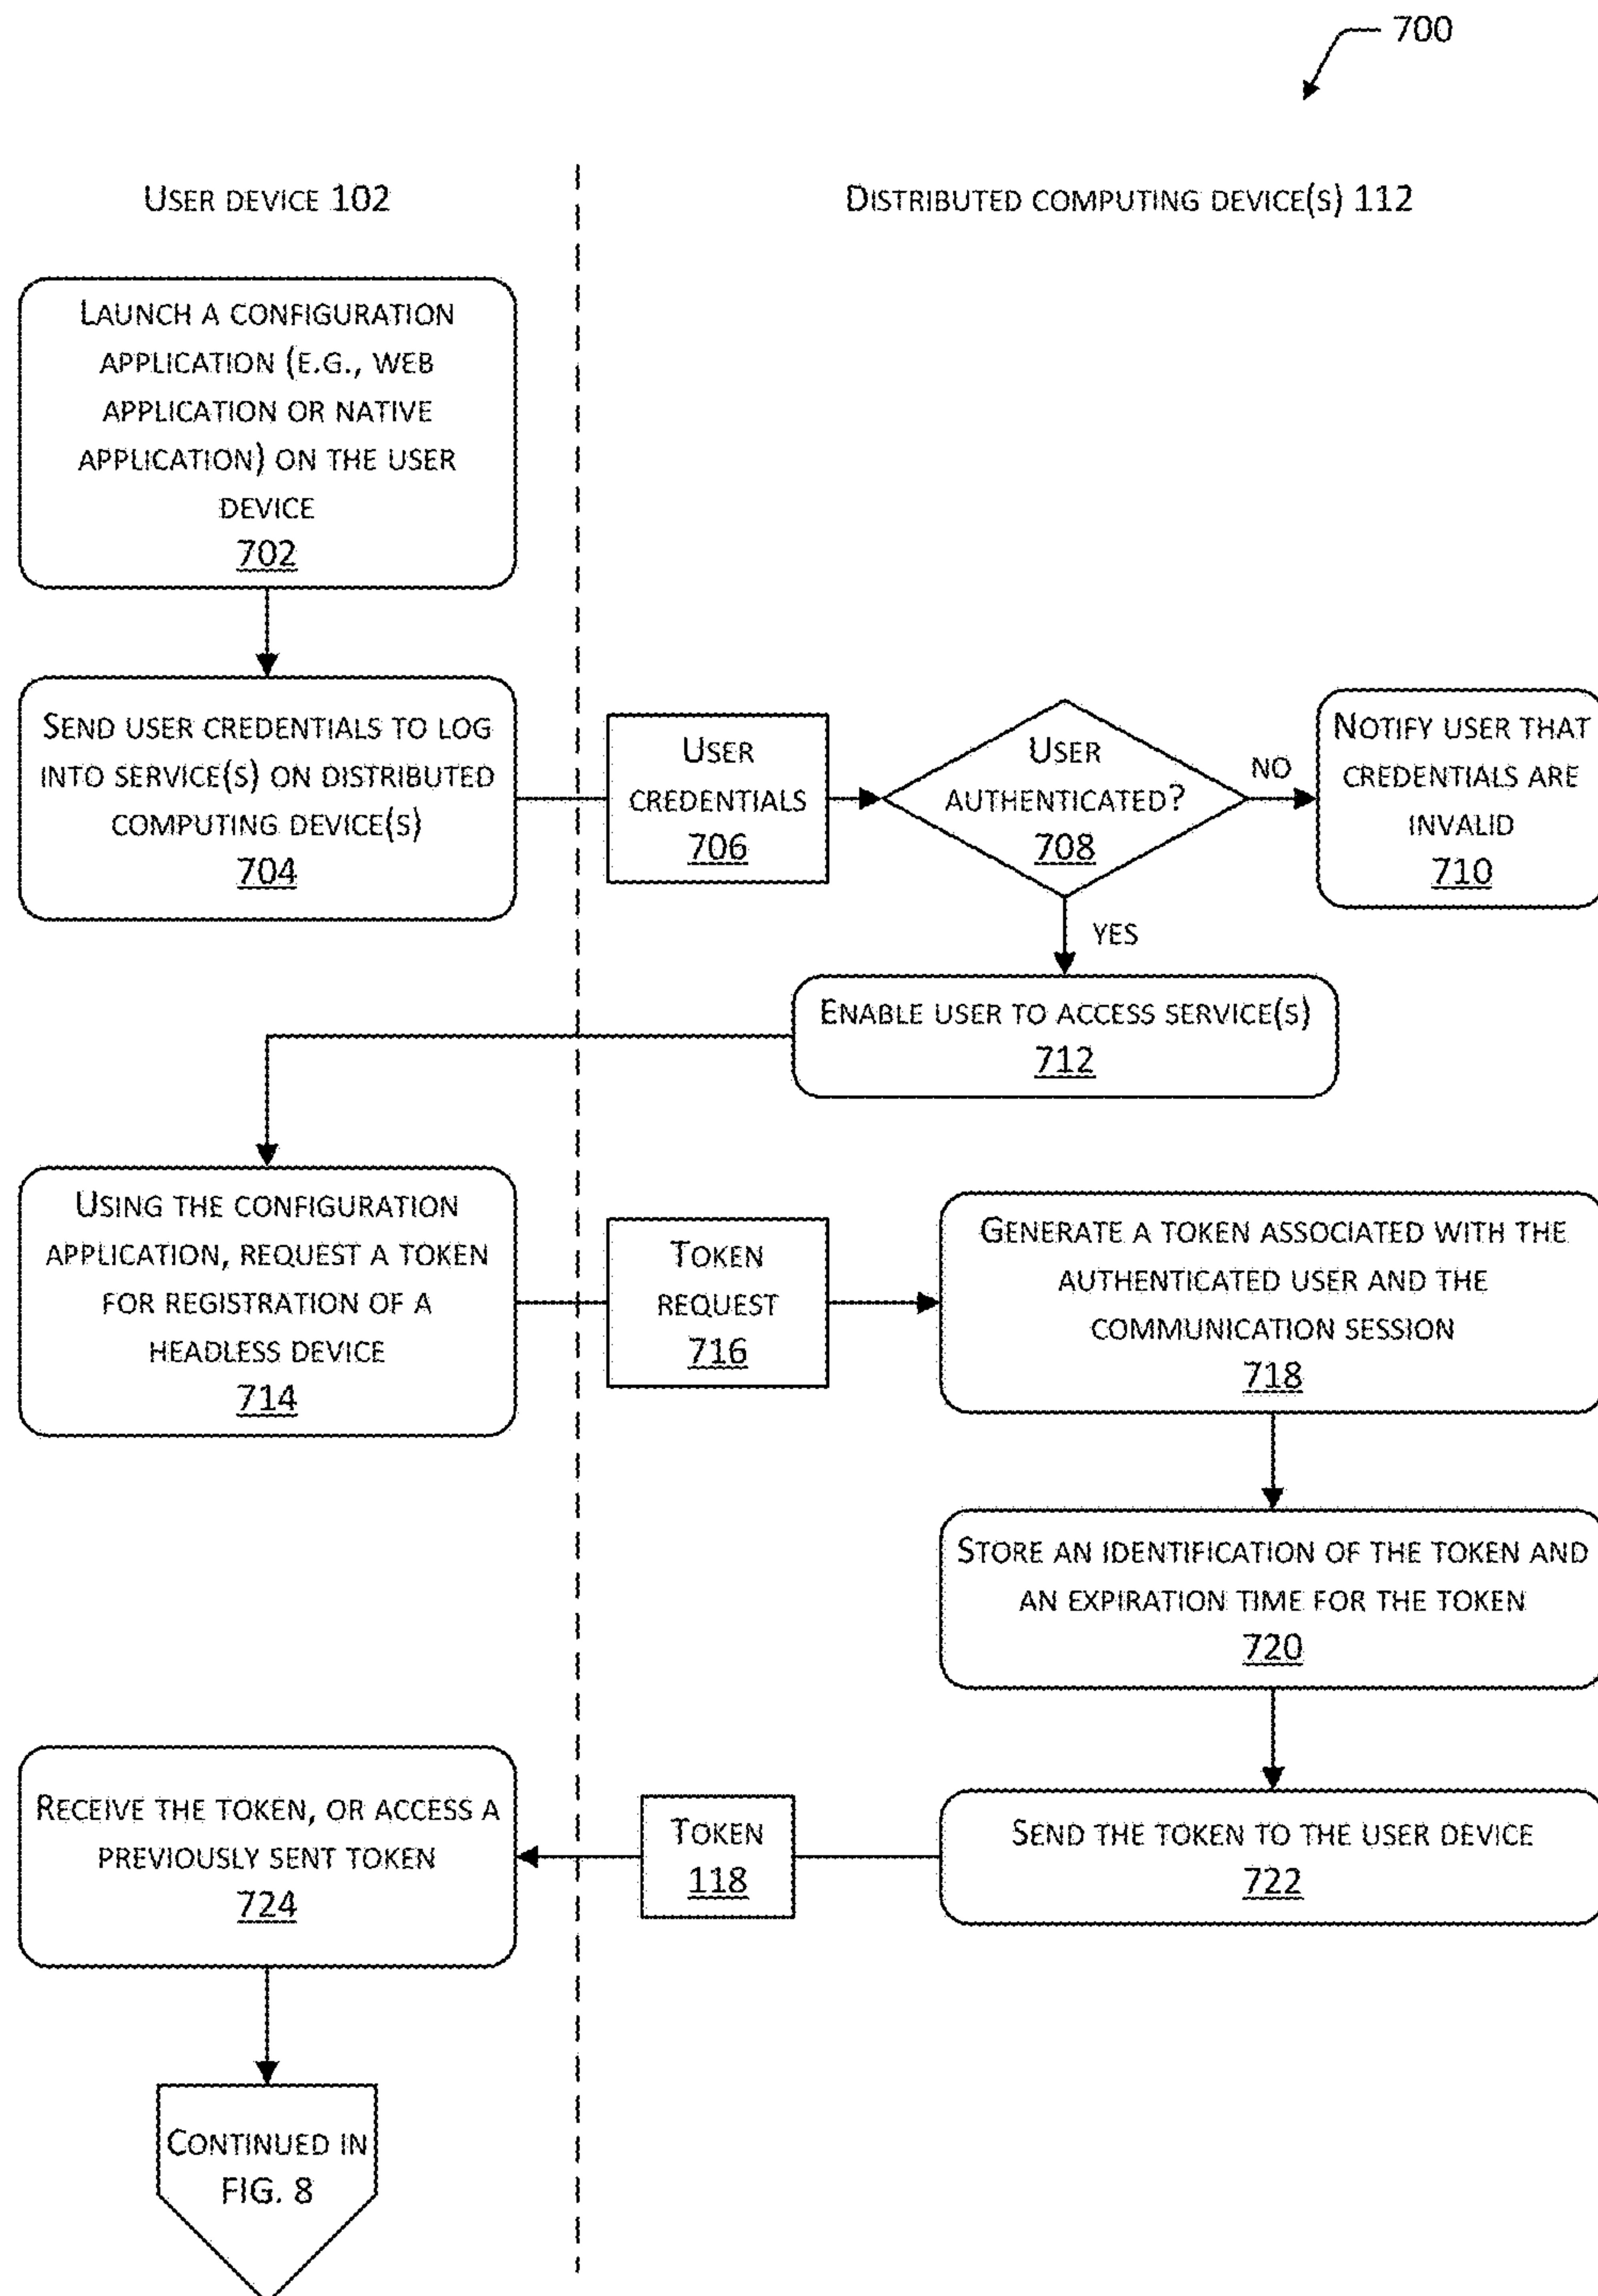 700
User device 102
Distributed computing device(s) 112
Launch a configuration
application (e.g., web
application or native
application) on the user
device
702
Send user credentials to log
into service(s) on distributed
computing device(s)
704
User
credentials
706
User
authenticated?
708
no
Notify user that
credentials are
invalid
710
yes
Enable user to access service(s)
712
Using the configuration
application, request a token
for registration of a
headless device
714
Token
request
716
Generate a token associated with the
authenticated user and the
communication session
718
Store an identification of the token and
an expiration time for the token
720
Receive the token, or access a
previously sent token
724
Token
118
Send the token to the user device
722
Continued in
FIG. 8